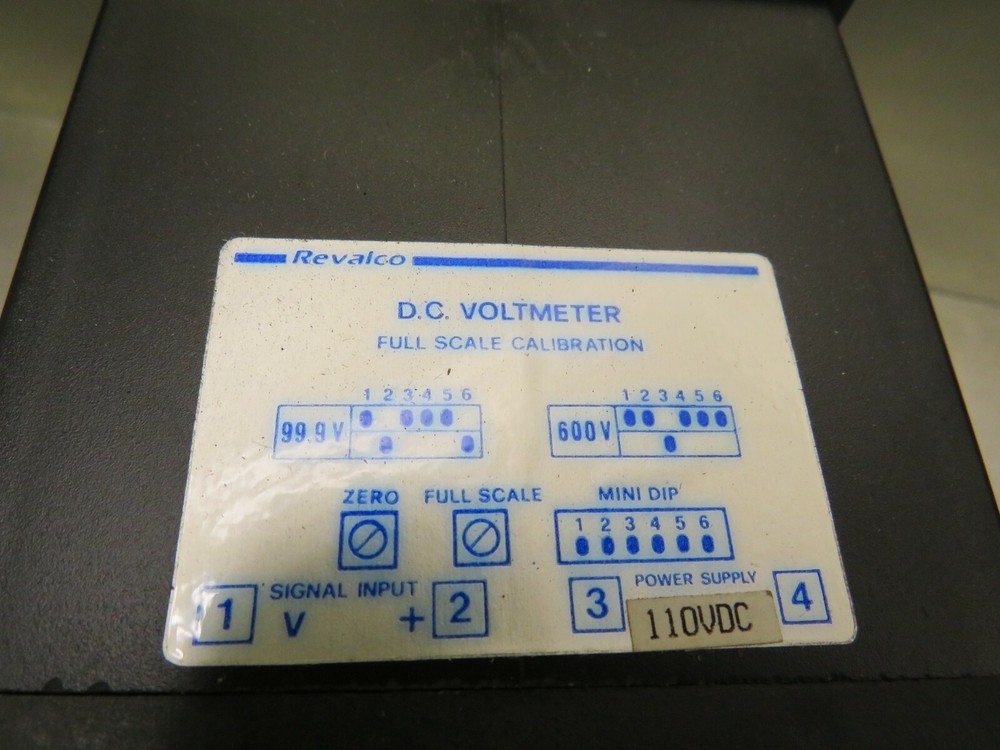 Revalco
D.C. VOLTMETER
FULL SCALE CALIBRATION
1 2 3 4 5 6
99.9 V
1 2 3 4 5 6
600 V
ZERO FULL SCALE MINI DIP
1 2 3 4 5 6
1 SIGNAL INPUT
V + 2
3 POWER SUPPLY 4
110VDC